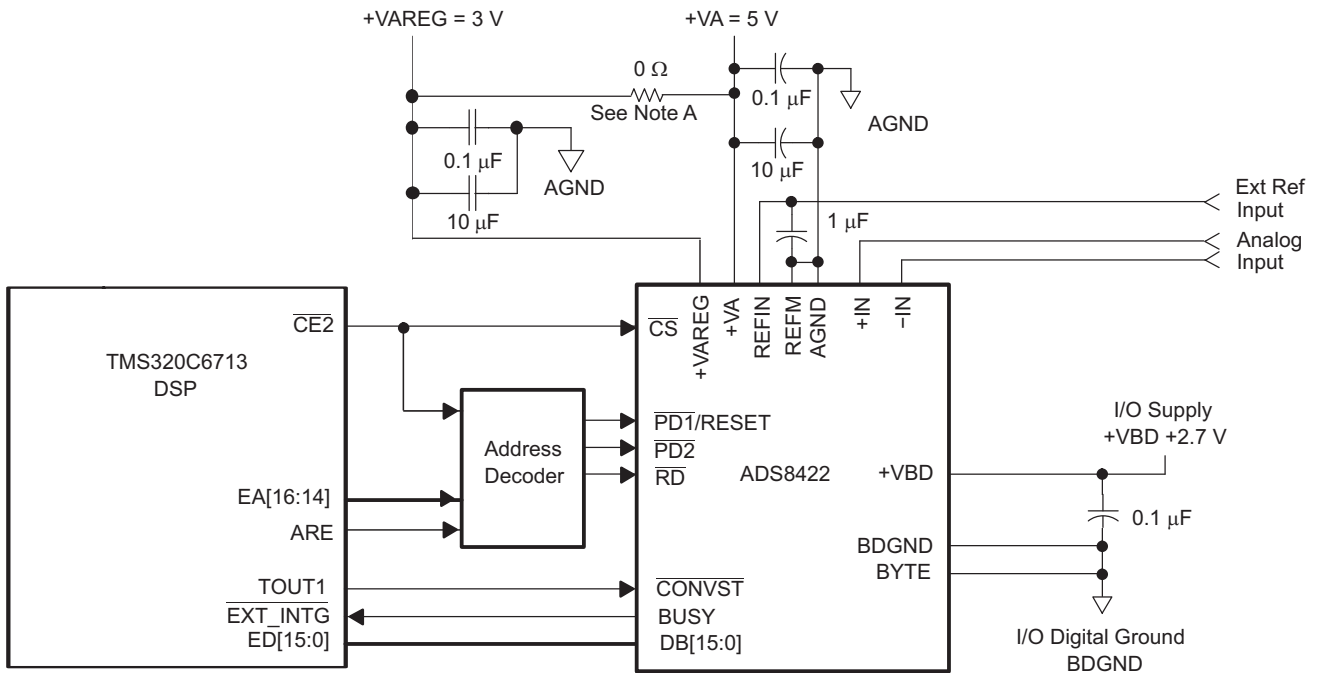 +VAREG = 3 V
+VA = 5 V
0 Ω
See Note A
0.1 μF
AGND
0.1 μF
AGND
10 μF
10 μF
1 μF
Ext Ref
Input
Analog
Input
TMS320C6713
DSP
CE2
EA[16:14]
ARE
TOUT1
EXT_INTG
ED[15:0]
Address
Decoder
CS
+VAREG
+VA
REFIN
REFM
AGND
+IN
−IN
PD1/RESET
PD2
RD
ADS8422
CONVST
BUSY
DB[15:0]
+VBD
BDGND
BYTE
I/O Supply
+VBD +2.7 V
0.1 μF
I/O Digital Ground
BDGND